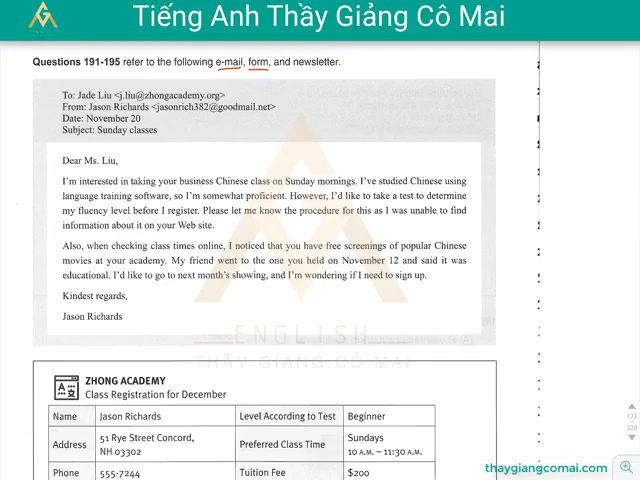 Tiếng Anh Thầy Giảng Cô Mai
Questions 191-195 refer to the following e-mail, form, and newsletter.
To: Jade Liu <j.liu@zhongacademy.org>
From: Jason Richards <jasonrich382@goodmail.net>
Date: November 20
Subject: Sunday classes
Dear Ms. Liu,
I'm interested in taking your business Chinese class on Sunday mornings. I've studied Chinese using
language training software, so I'm somewhat proficient. However, I'd like to take a test to determine
my fluency level before I register. Please let me know the procedure for this as I was unable to find
information about it on your Web site.
Also, when checking class times online, I noticed that you have free screenings of popular Chinese
movies at your academy. My friend went to the one you held on November 12 and said it was
educational. I'd like to go to next month's showing, and I'm wondering if I need to sign up.
Kindest regards,
Jason Richards
ENGLISH
THẦY GIẢNG.CÔ MAI
ZHONG ACADEMY
Class Registration for December
Name Jason Richards Level According to Test Beginner
Address 51 Rye Street Concord, NH 03302 Preferred Class Time Sundays 10 A.M. – 11:30 A.M.
Phone 555-7244 Tuition Fee $200
173
220
thaygiangcomai.com